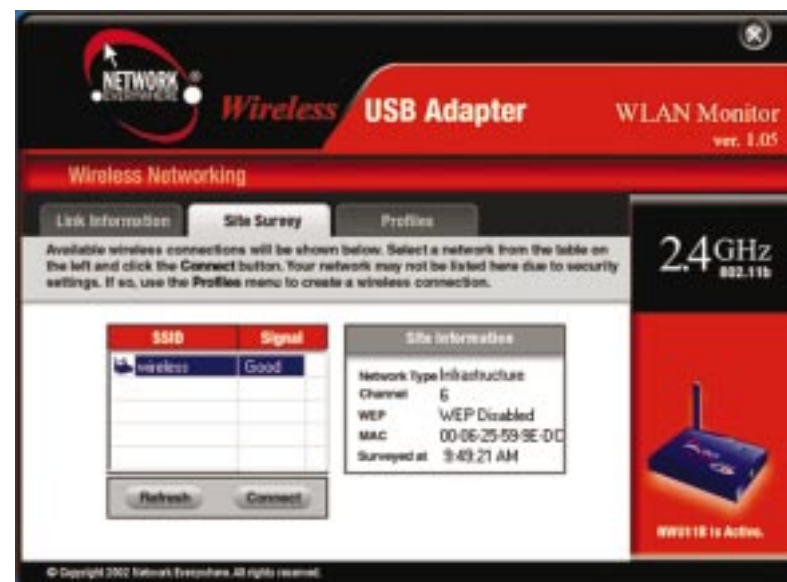 NETWORK
EVERYWHERE ®
Wireless USB Adapter
WLAN Monitor
ver. 1.05
Wireless Networking
Link Information
Site Survey
Profiles
Available wireless connections will be shown below. Select a network from the table on
the left and click the Connect button. Your network may not be listed here due to security
settings. If so, use the Profiles menu to create a wireless connection.
2.4 GHz
802.11b
SSID Signal
wireless Good
Site Information
Network Type Infrastructure
Channel 6
WEP WEP Disabled
MAC 00-06-25-59-9E-DC
Surveyed at 9:49:21 AM
Refresh
Connect
NWU11B is Active.
© Copyright 2002 Network Everywhere. All rights reserved.